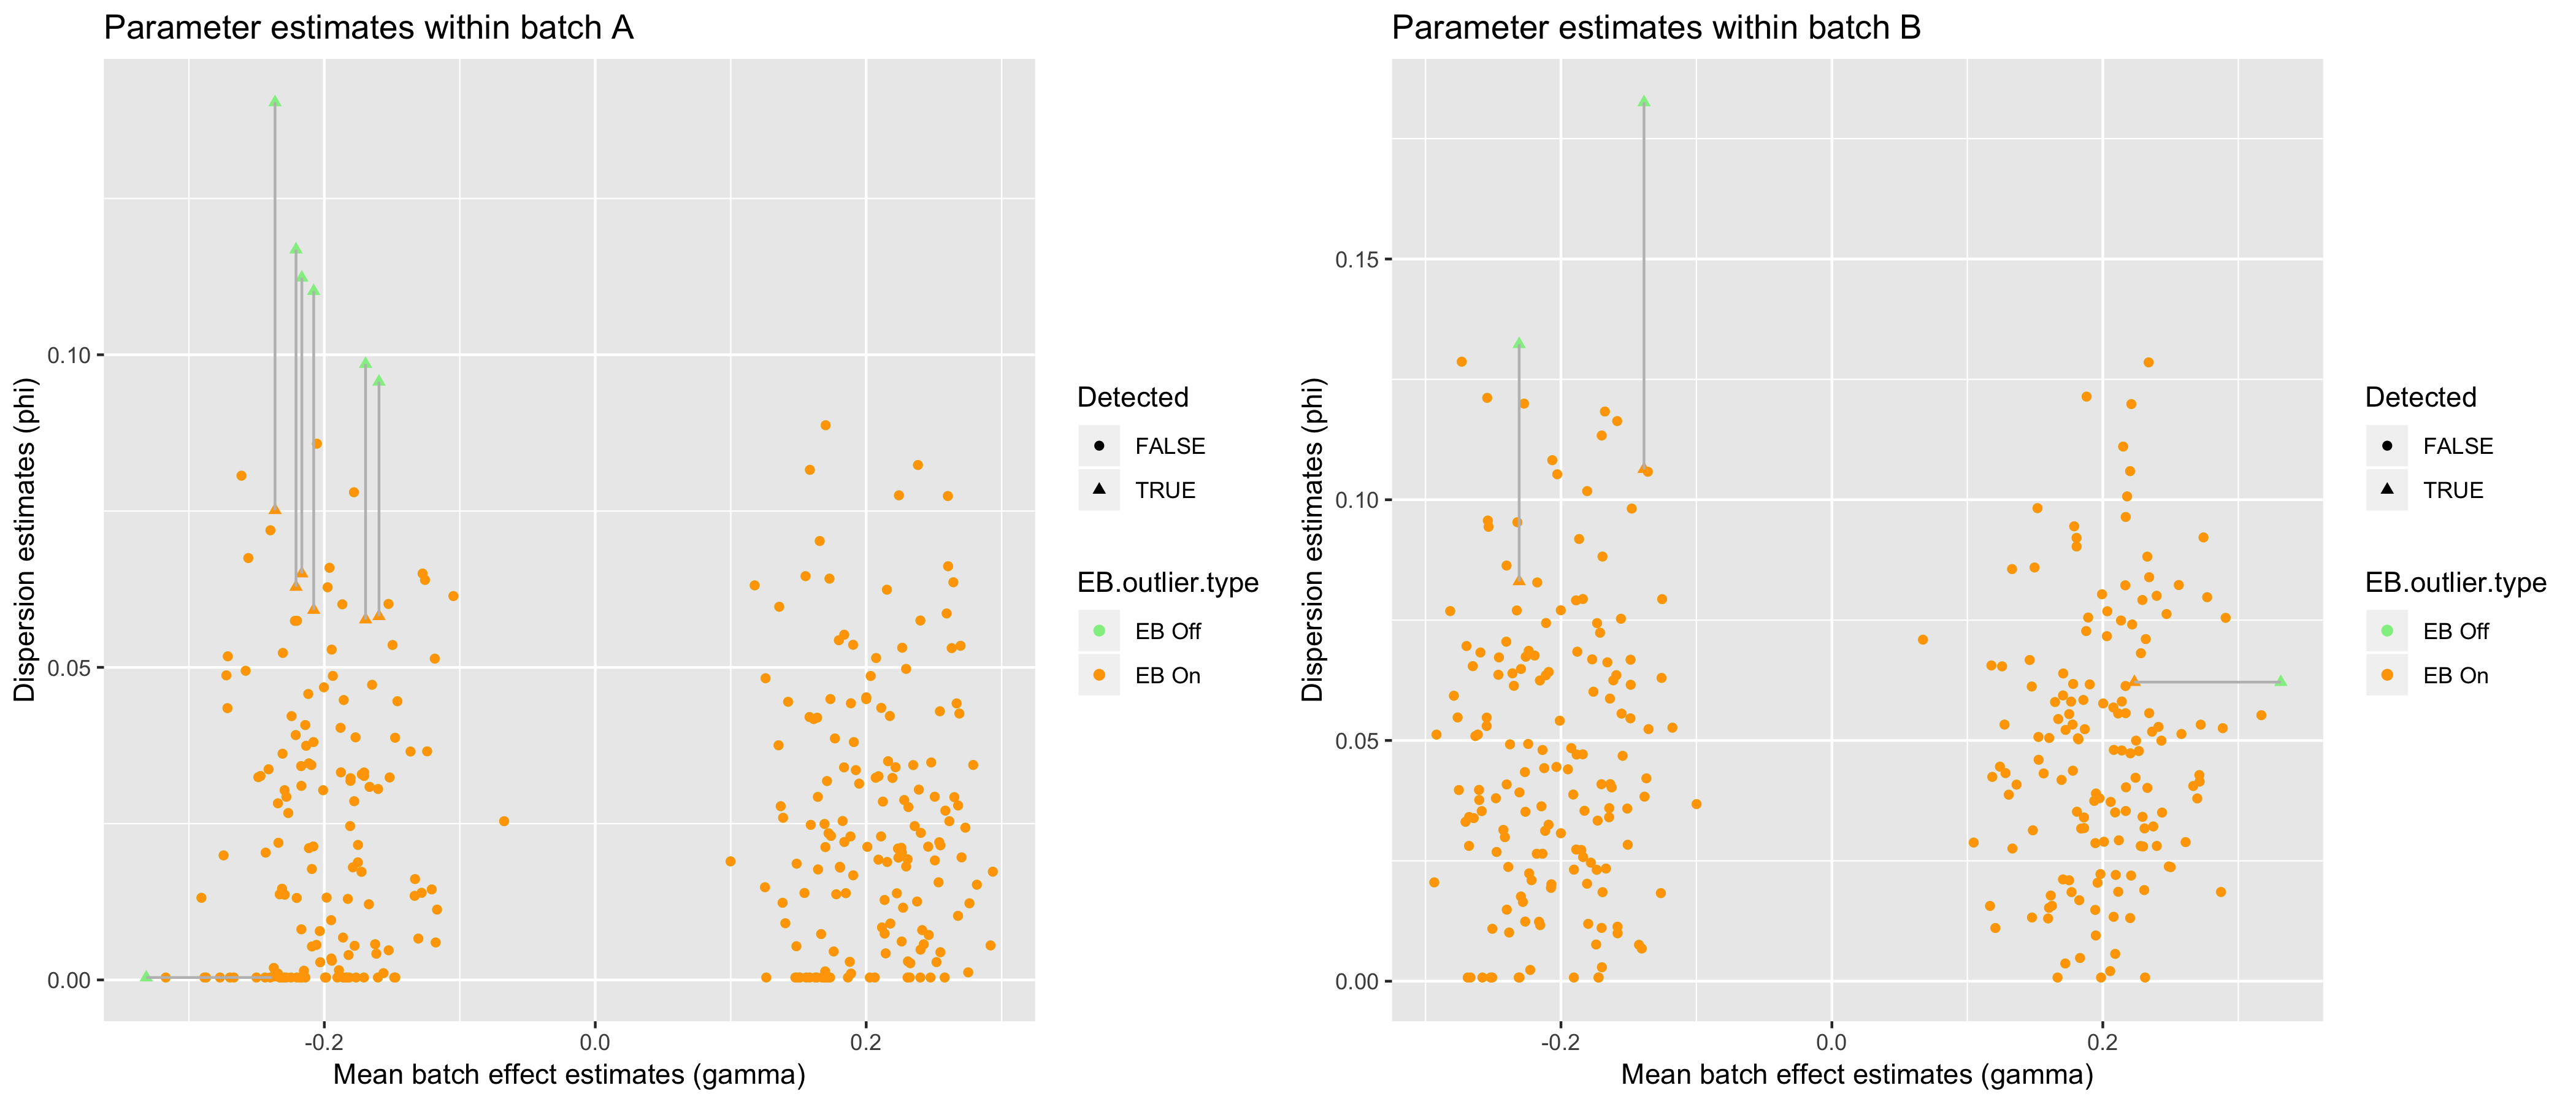 Parameter estimates within batch A
Dispersion estimates (phi)
0.10
0.05
0.00
-0.2
0.0
0.2
Mean batch effect estimates (gamma)
Detected
FALSE
TRUE
EB.outlier.type
EB Off
EB On
Parameter estimates within batch B
Dispersion estimates (phi)
0.15
0.10
0.05
0.00
-0.2
0.0
0.2
Mean batch effect estimates (gamma)
Detected
FALSE
TRUE
EB.outlier.type
EB Off
EB On